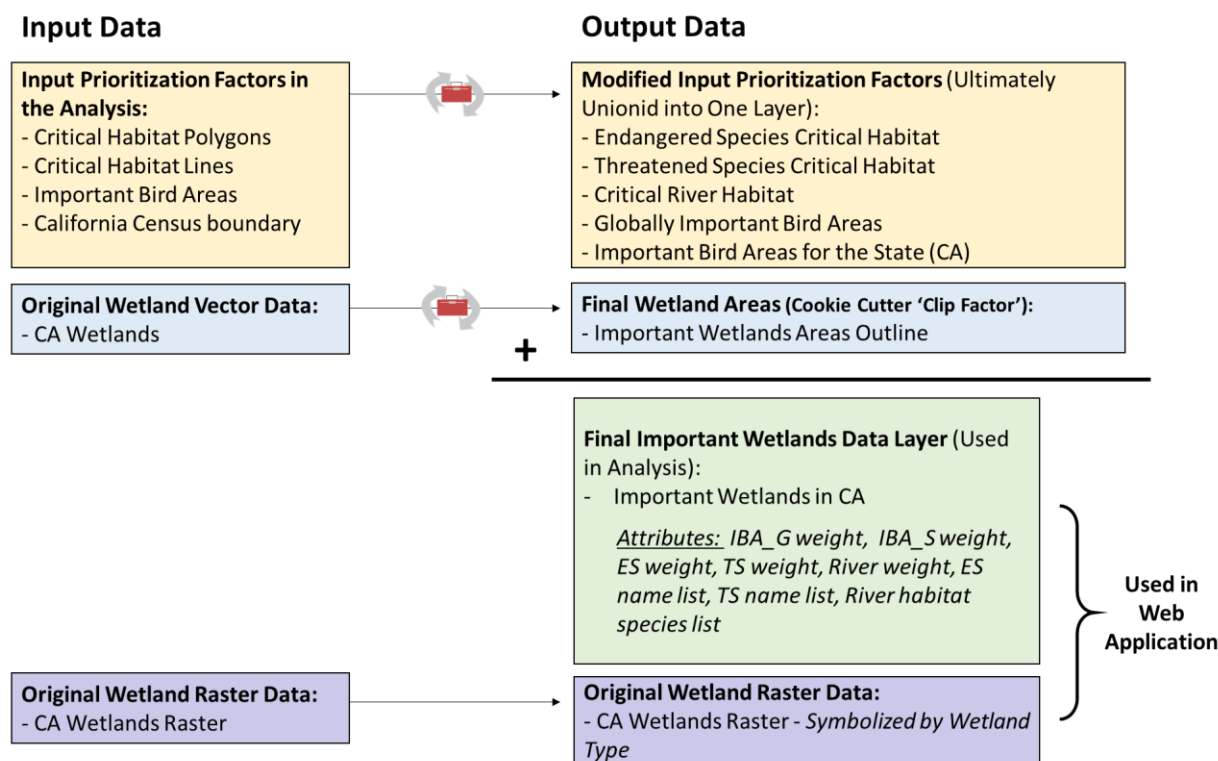 Input Data
Output Data
Input Prioritization Factors in
the Analysis:
- Critical Habitat Polygons
- Critical Habitat Lines
- Important Bird Areas
- California Census boundary
Modified Input Prioritization Factors (Ultimately
Unionid into One Layer):
- Endangered Species Critical Habitat
- Threatened Species Critical Habitat
- Critical River Habitat
- Globally Important Bird Areas
- Important Bird Areas for the State (CA)
Original Wetland Vector Data:
- CA Wetlands
Final Wetland Areas (Cookie Cutter ‘Clip Factor’):
- Important Wetlands Areas Outline
+
Final Important Wetlands Data Layer (Used
in Analysis):
- Important Wetlands in CA
Attributes: IBA_G weight, IBA_S weight,
ES weight, TS weight, River weight, ES
name list, TS name list, River habitat
species list
Used in
Web
Application
Original Wetland Raster Data:
- CA Wetlands Raster
Original Wetland Raster Data:
- CA Wetlands Raster - Symbolized by Wetland
Type